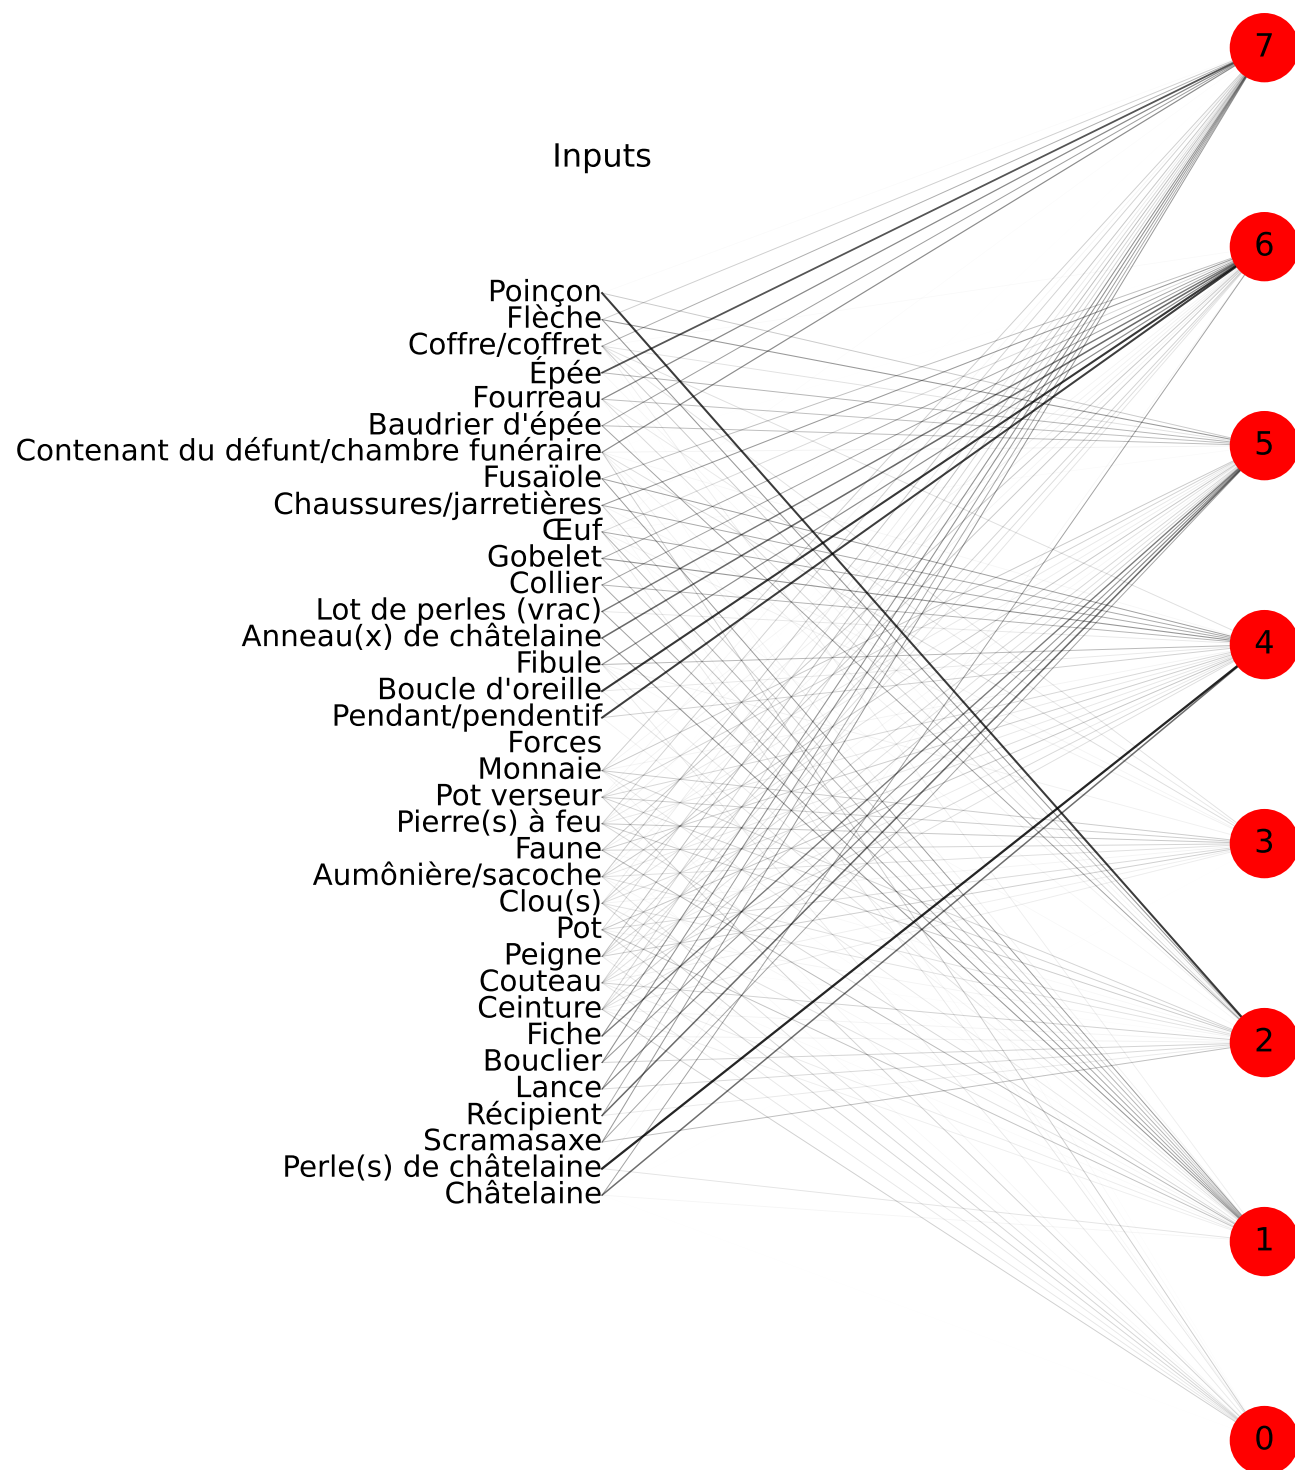 7
Inputs
6
Poinçon
Flèche
Coffre/coffret
Épée
Fourreau
Baudrier d'épée
5
Contenant du défunt/chambre funéraire
Fusaïole
Chaussures/jarretières
Œuf
Gobelet
Collier
Lot de perles (vrac)
Anneau(x) de châtelaine
4
Fibule
Boucle d'oreille
Pendant/pendentif
Forces
Monnaie
Pot verseur
Pierre(s) à feu
3
Faune
Aumônière/sacoche
Clou(s)
Pot
Peigne
Couteau
Ceinture
Fiche
2
Bouclier
Lance
Récipient
Scramasaxe
Perle(s) de châtelaine
Châtelaine
1
0